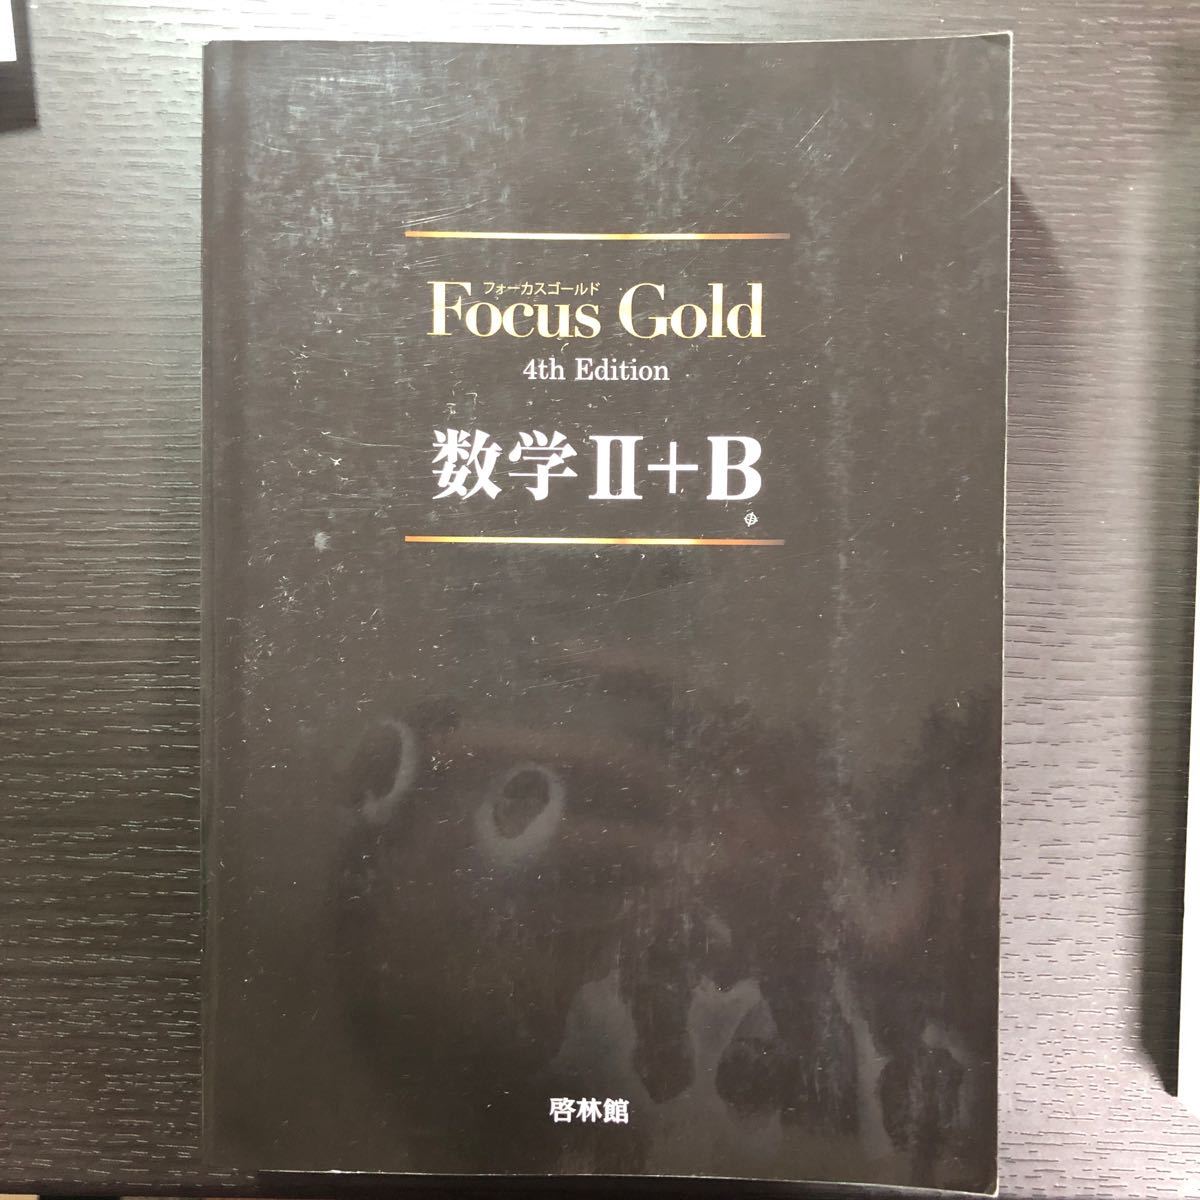 フォーカスゴールド
Focus Gold
4th Edition
数学Ⅱ+B
啓林館